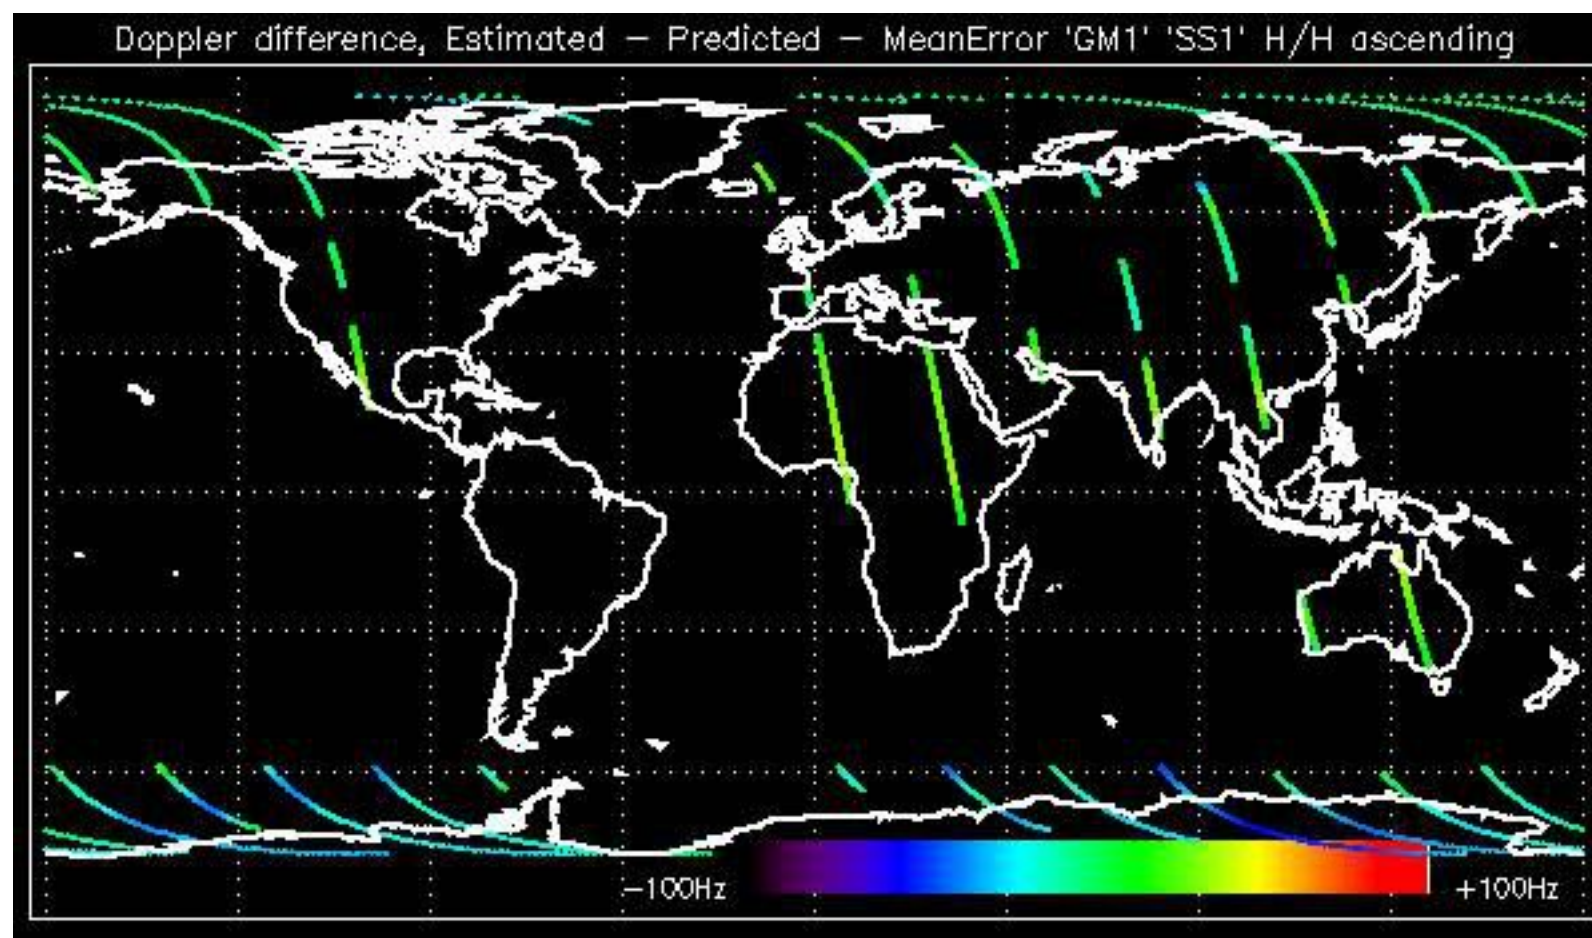 Doppler difference, Estimated – Predicted – MeanError 'GM1' 'SS1' H/H ascending
-100Hz
+100Hz